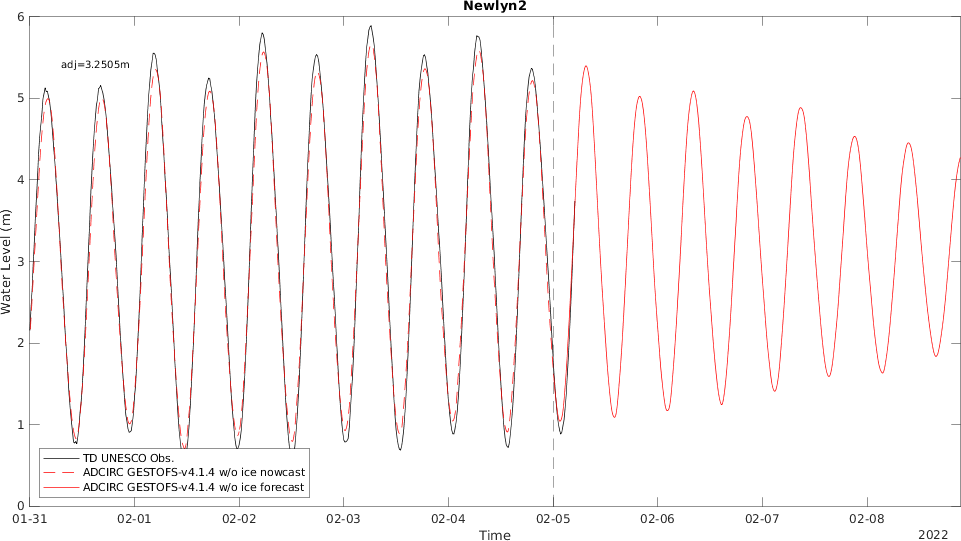 Newlyn2
adj=3.2505m
Water Level (m)
6
5
4
3
2
1
0
TD UNESCO Obs.
ADCIRC GESTOFS-v4.1.4 w/o ice nowcast
ADCIRC GESTOFS-v4.1.4 w/o ice forecast
01-31 02-01 02-02 02-03 02-04 02-05 02-06 02-07 02-08
Time
2022